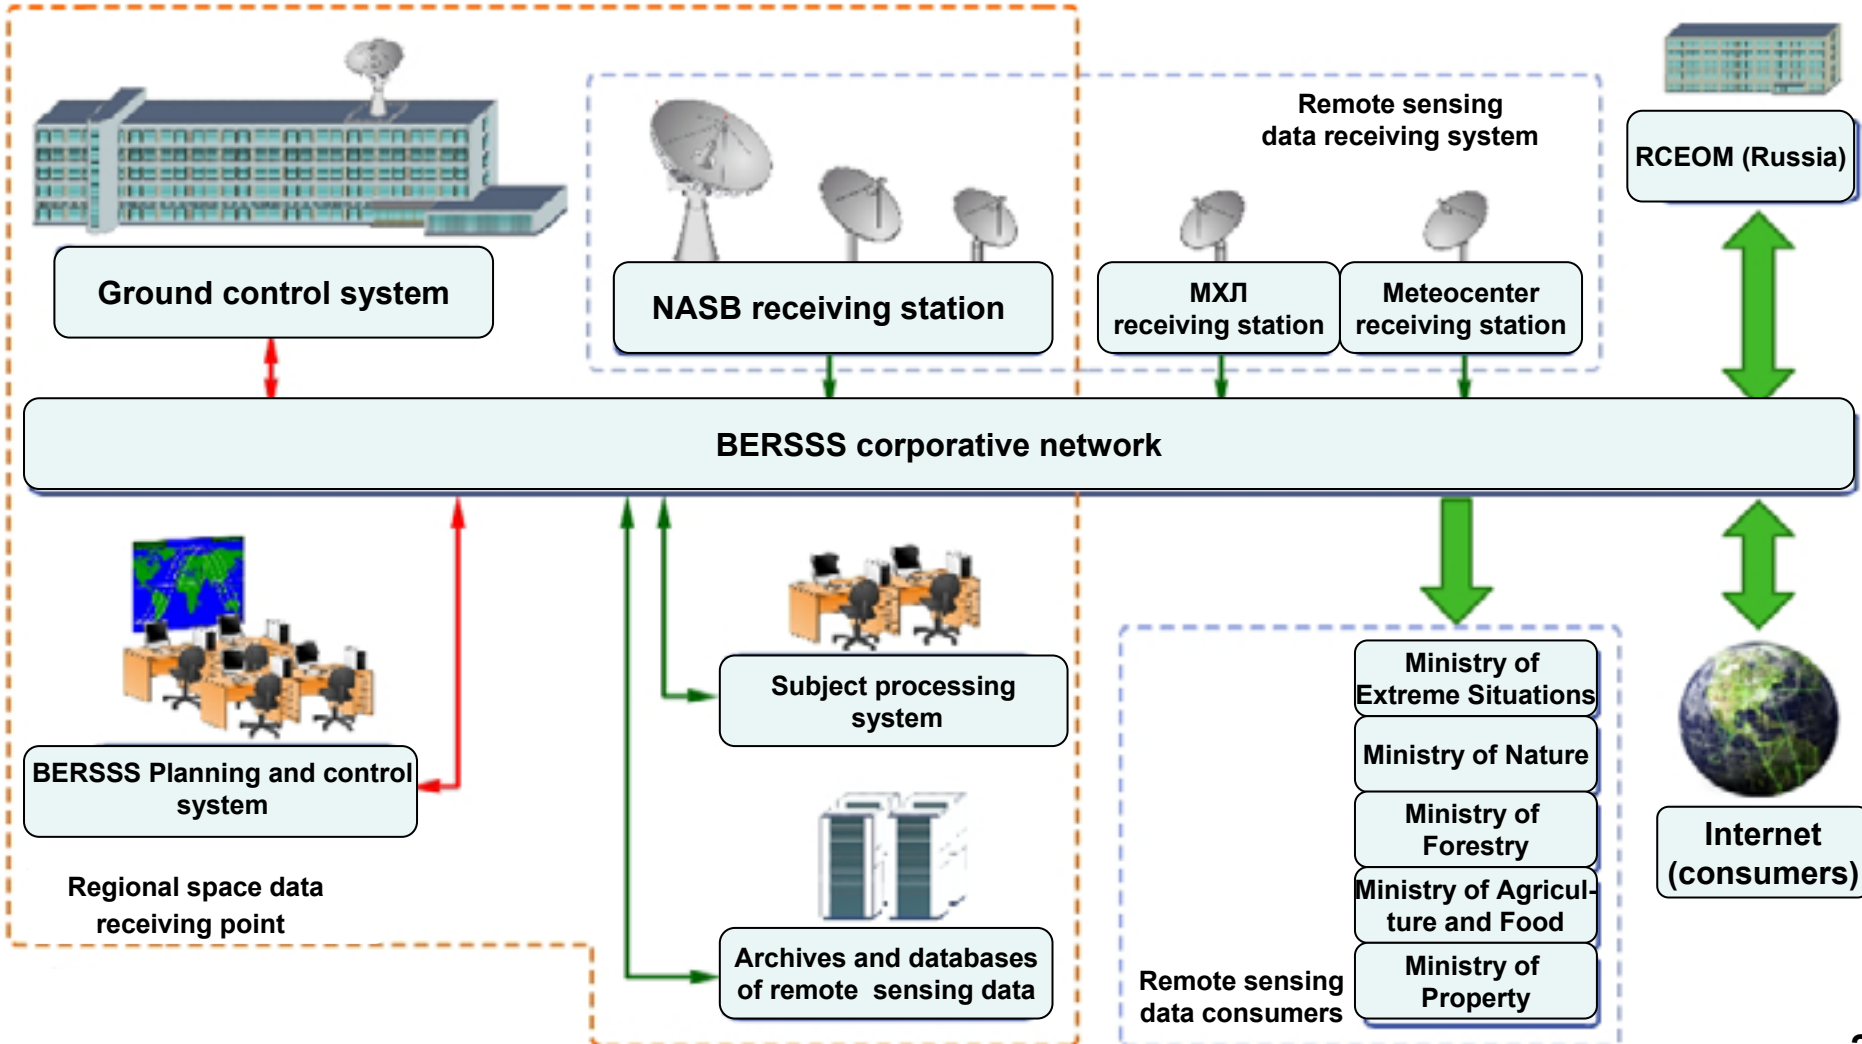 Remote sensing
data receiving system
RCEOM (Russia)
Ground control system
NASB receiving station
МХЛ
receiving station
Meteocenter
receiving station
BERSSS corporative network
Subject processing
system
BERSSS Planning and control
system
Regional space data
receiving point
Archives and databases
of remote sensing data
Ministry of
Extreme Situations
Ministry of Nature
Ministry of
Forestry
Ministry of Agricul-
ture and Food
Ministry of
Property
Remote sensing
data consumers
Internet
(consumers)